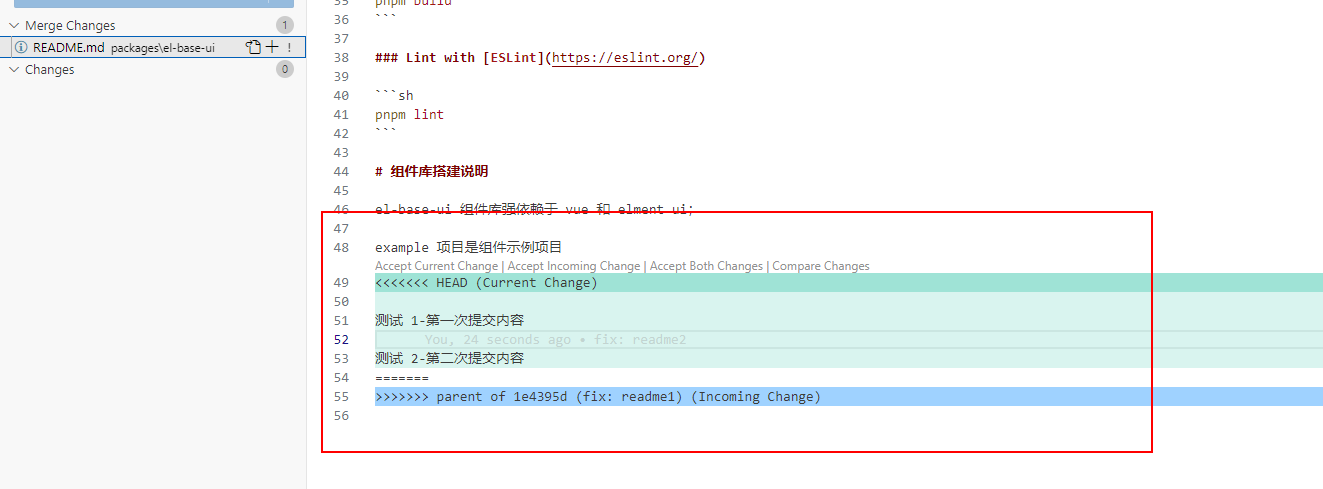 Merge Changes 1
README.md packages\el-base-ui !
Changes 0
35 pnpm build
36 ```
37
38 ### Lint with [ESLint](https://eslint.org/)
39
40 ```sh
41 pnpm lint
42 ```
43
44 # 组件库搭建说明
45
46 el-base-ui 组件库强依赖于 vue 和 elment ui;
47
48 example 项目是组件示例项目
Accept Current Change | Accept Incoming Change | Accept Both Changes | Compare Changes
49 <<<<<<< HEAD (Current Change)
50
51 测试 1-第一次提交内容
52 You, 24 seconds ago • fix: readme2
53 测试 2-第二次提交内容
54 =======
55 >>>>>>> parent of 1e4395d (fix: readme1) (Incoming Change)
56